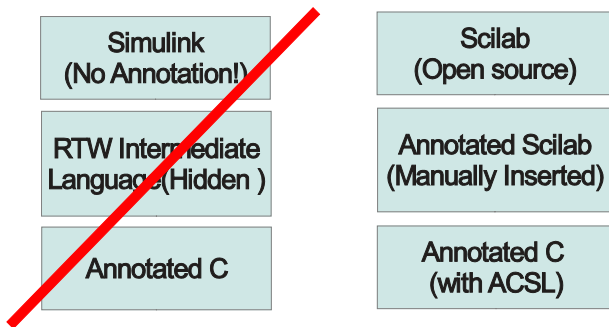 Simulink
(No Annotation!)
RTW Intermediate
Language(Hidden )
Annotated C
Scilab
(Open source)
Annotated Scilab
(Manually Inserted)
Annotated C
(with ACSL)